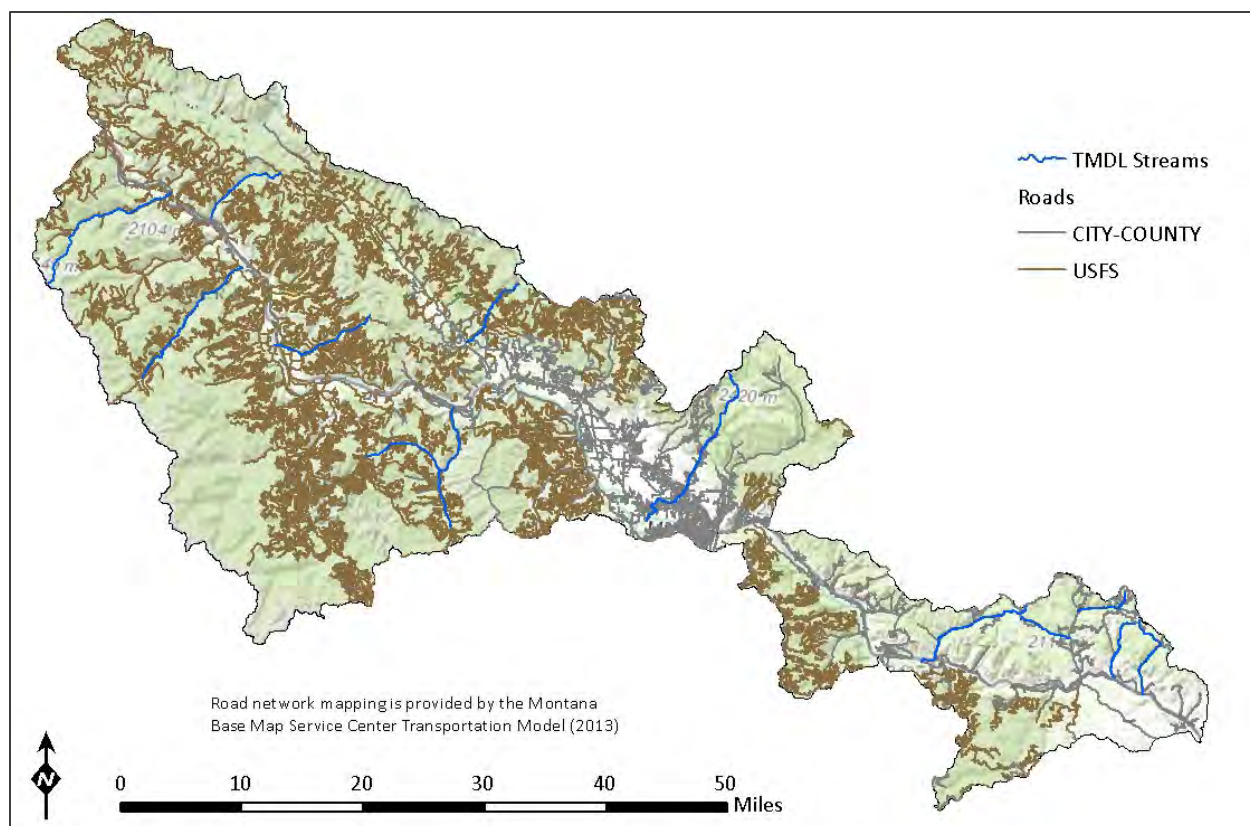 TMDL Streams
Roads
CITY-COUNTY
USFS
2104
2420 m
Road network mapping is provided by the Montana
Base Map Service Center Transportation Model (2013)
N
0 10 20 30 40 50
Miles